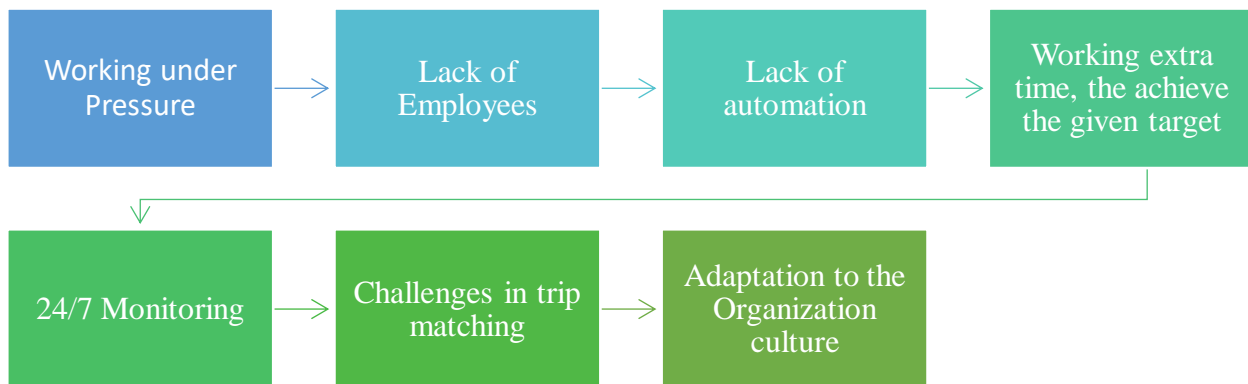 Working under
Pressure
Lack of
Employees
Lack of
automation
Working extra
time, the achieve
the given target
24/7 Monitoring
Challenges in trip
matching
Adaptation to the
Organization
culture